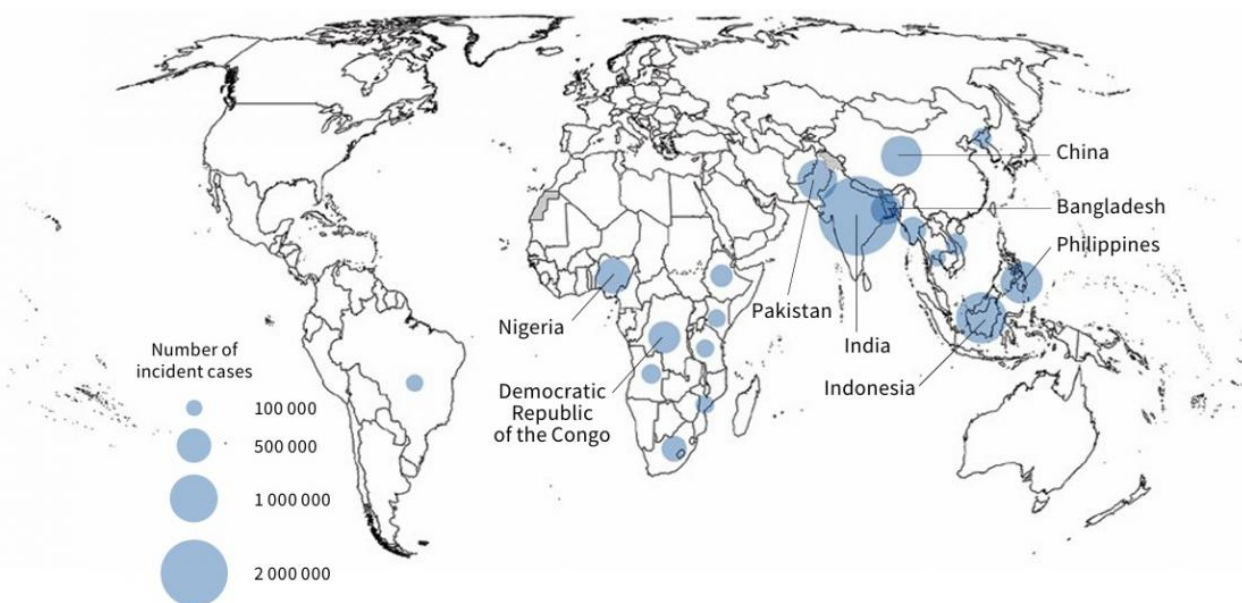 China
Bangladesh
Philippines
Pakistan
India
Indonesia
Nigeria
Democratic
Republic
of the Congo
Number of
incident cases
100 000
500 000
1 000 000
2 000 000